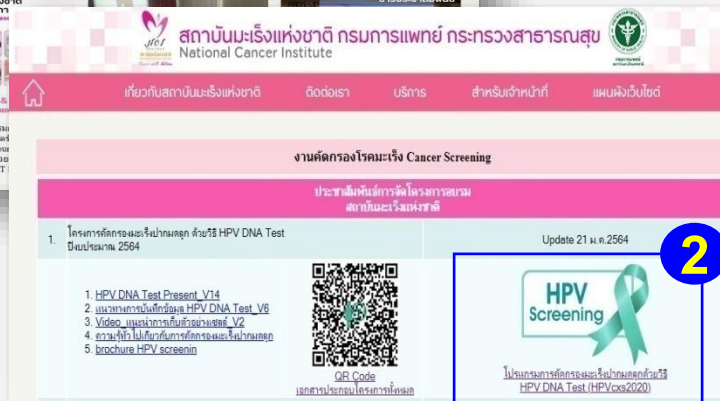 สถาบันมะเร็งแห่งชาติ กรมการแพทย์ กระทรวงสาธารณสุข
National Cancer Institute
เกี่ยวกับสถาบันมะเร็งแห่งชาติ
ติดต่อเรา
บริการ
สำหรับเจ้าหน้าที่
แผนผังเว็บไซต์
งานคัดกรองโรคมะเร็ง Cancer Screening
ประชาสัมพันธ์การจัดโครงการอบรม
สถาบันมะเร็งแห่งชาติ
1. โครงการคัดกรองมะเร็งปากมดลูก ด้วยวิธี HPV DNA Test
ปีงบประมาณ 2564
Update 21 ม.ค.2564
2
1. HPV DNA Test Present_V14
2. แนวทางการบันทึกข้อมูล HPV DNA Test_V6
3. Video_แนะนำการเก็บตัวอย่างเซลล์_V2
4. ความรู้ทั่วไปเกี่ยวกับการคัดกรองมะเร็งปากมดลูก
5. brochure HPV screenin
QR Code
เอกสารประกอบโครงการทั้งหมด
HPV
Screening
โปรแกรมการคัดกรองมะเร็งปากมดลูกด้วยวิธี
HPV DNA Test (HPVcxs2020)